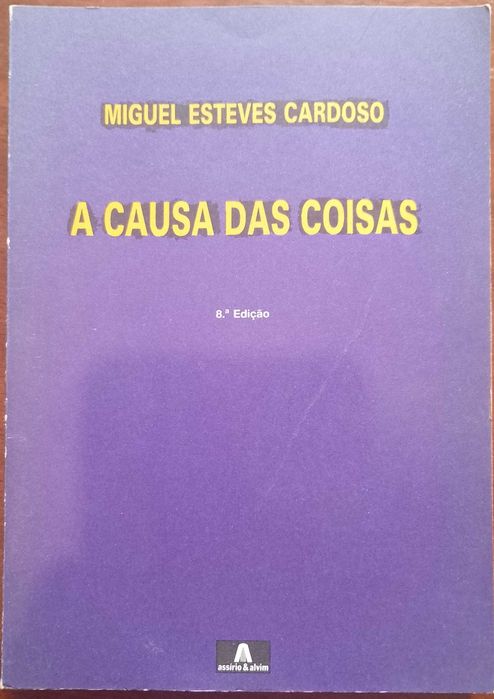 MIGUEL ESTEVES CARDOSO
A CAUSA DAS COISAS
8.ª Edição
assírio & alvim